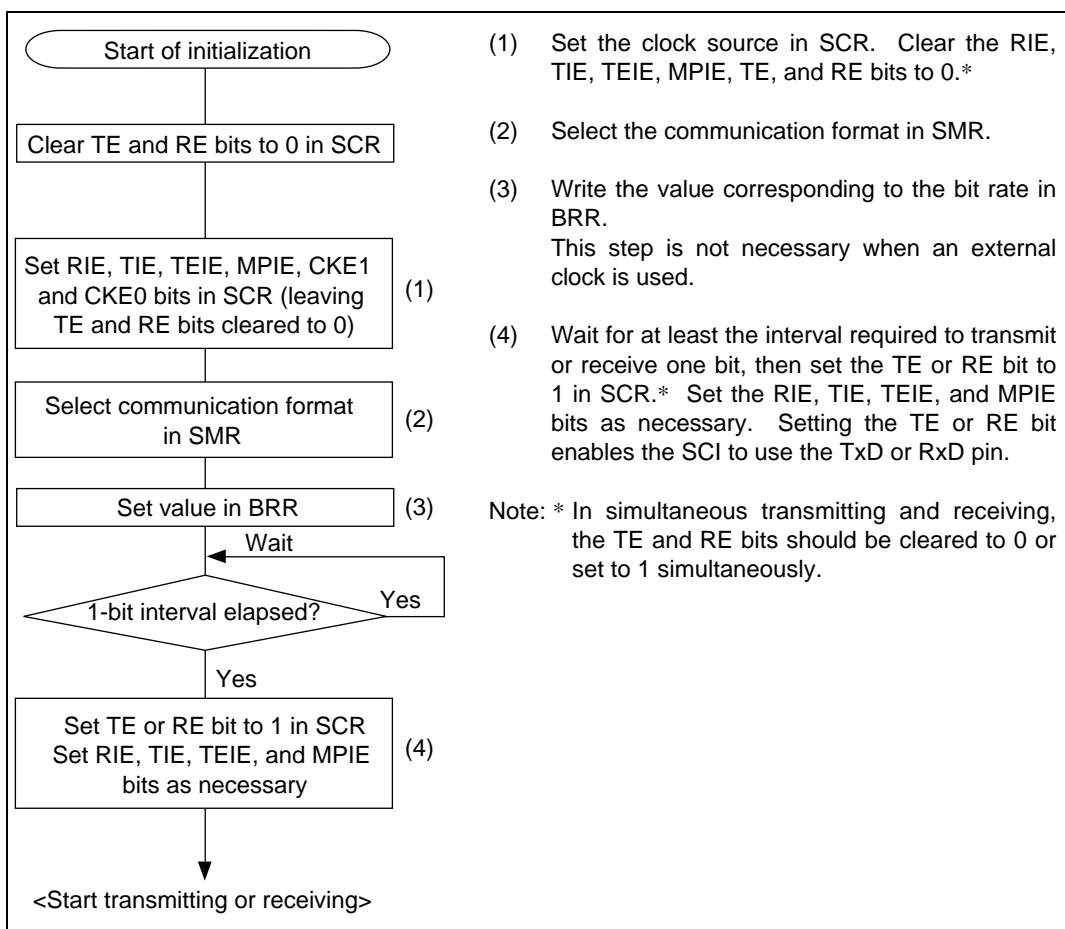 Start of initialization
Clear TE and RE bits to 0 in SCR
Set RIE, TIE, TEIE, MPIE, CKE1
and CKE0 bits in SCR (leaving
TE and RE bits cleared to 0)
(1)
Select communication format
in SMR
(2)
Set value in BRR
(3)
Wait
1-bit interval elapsed?
Yes
Yes
Set TE or RE bit to 1 in SCR
Set RIE, TIE, TEIE, and MPIE
bits as necessary
(4)
<Start transmitting or receiving>
(1) Set the clock source in SCR. Clear the RIE,
TIE, TEIE, MPIE, TE, and RE bits to 0.*
(2) Select the communication format in SMR.
(3) Write the value corresponding to the bit rate in
BRR.
This step is not necessary when an external
clock is used.
(4) Wait for at least the interval required to transmit
or receive one bit, then set the TE or RE bit to
1 in SCR.* Set the RIE, TIE, TEIE, and MPIE
bits as necessary. Setting the TE or RE bit
enables the SCI to use the TxD or RxD pin.
Note: * In simultaneous transmitting and receiving,
the TE and RE bits should be cleared to 0 or
set to 1 simultaneously.